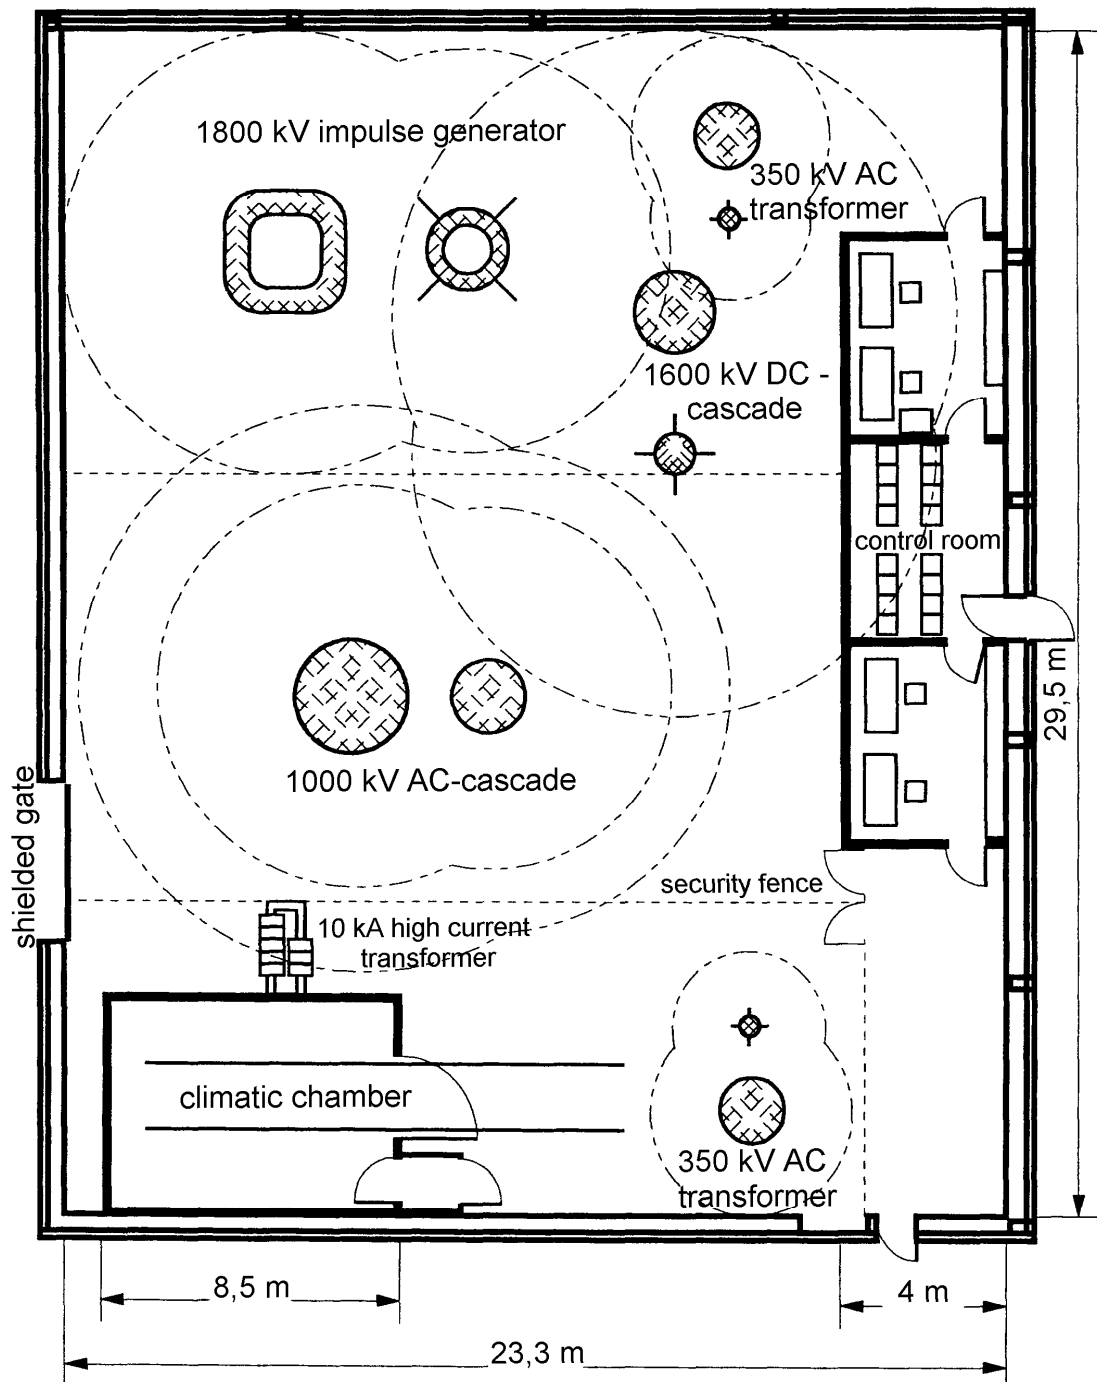 1800 kV impulse generator
350 kV AC
transformer
1600 kV DC -
cascade
control room
29,5 m
1000 kV AC-cascade
shielded gate
security fence
10 kA high current
transformer
climatic chamber
350 kV AC
transformer
8,5 m
4 m
23,3 m